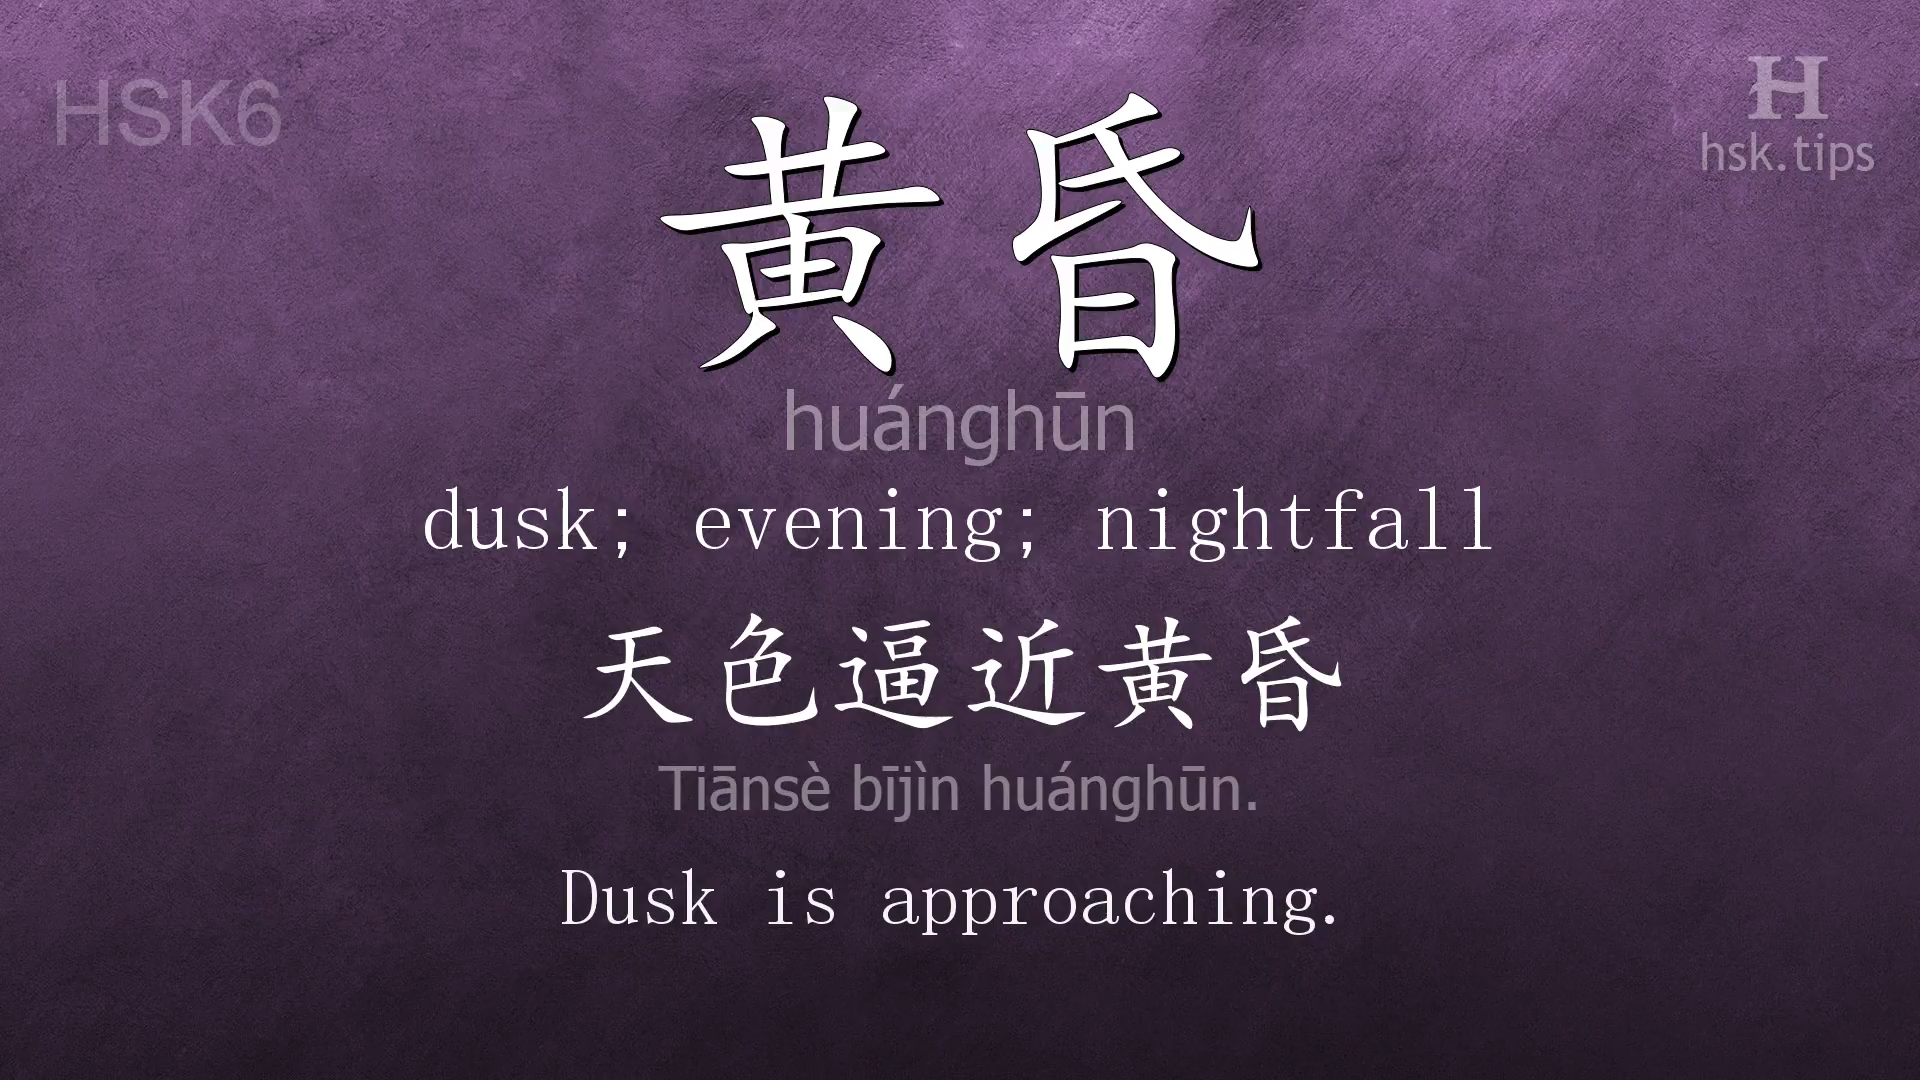 HSK6
H
hsk.tips
黄昏
huánghūn
dusk; evening; nightfall
天色逼近黄昏
Tiānsè bījìn huánghūn.
Dusk is approaching.